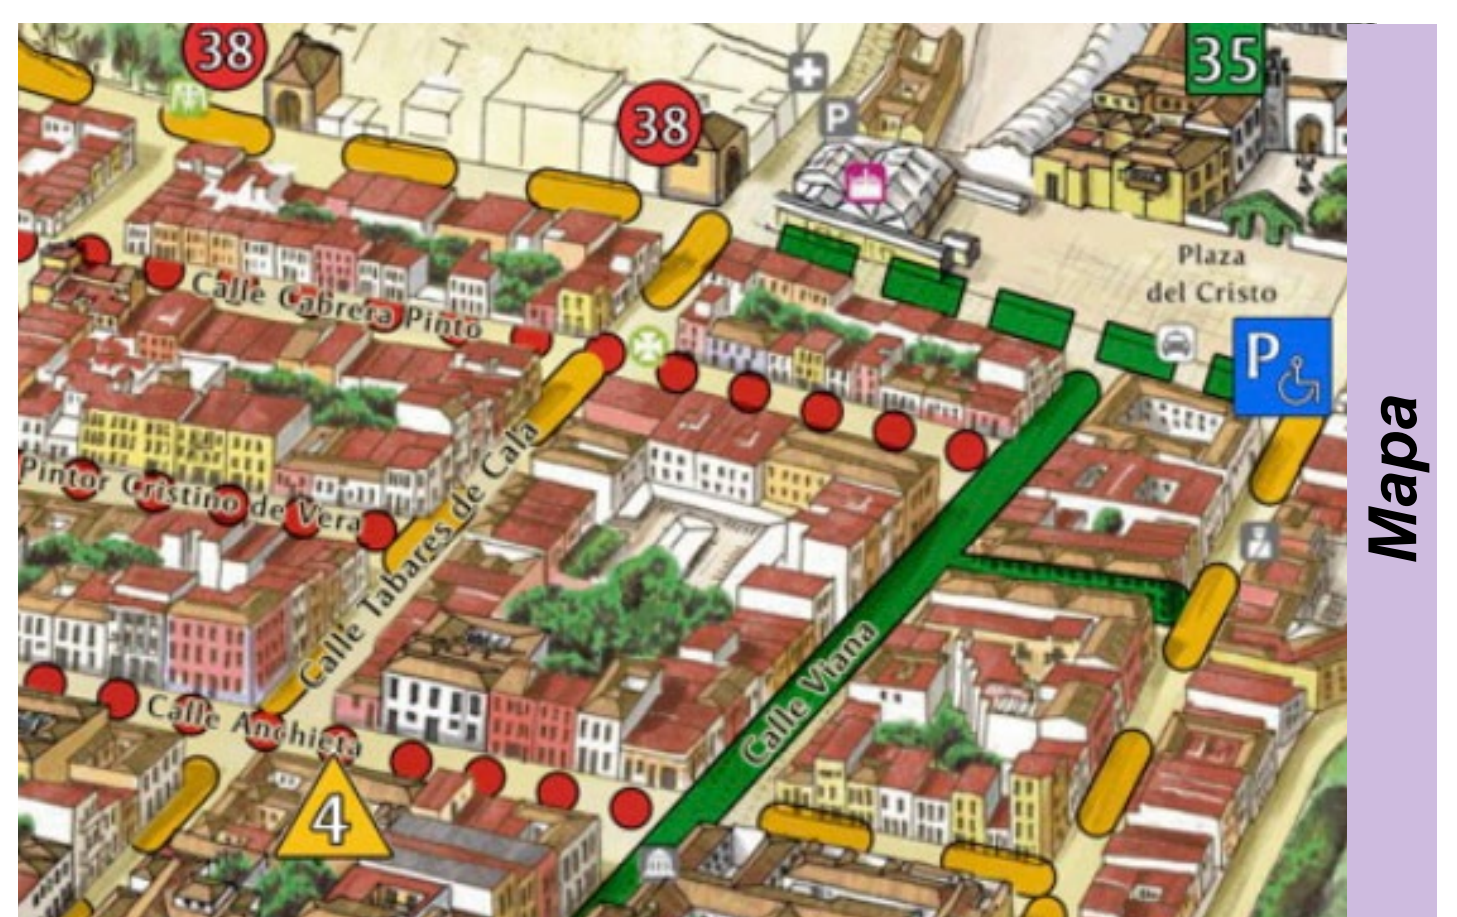 38
35
38
P
Plaza
del Cristo
Calle Cabrera Pinto
P
Calle Tabares de Cala
Pintor Cristino de Vera
Calle Viana
Calle Anchieta
4
Mapa